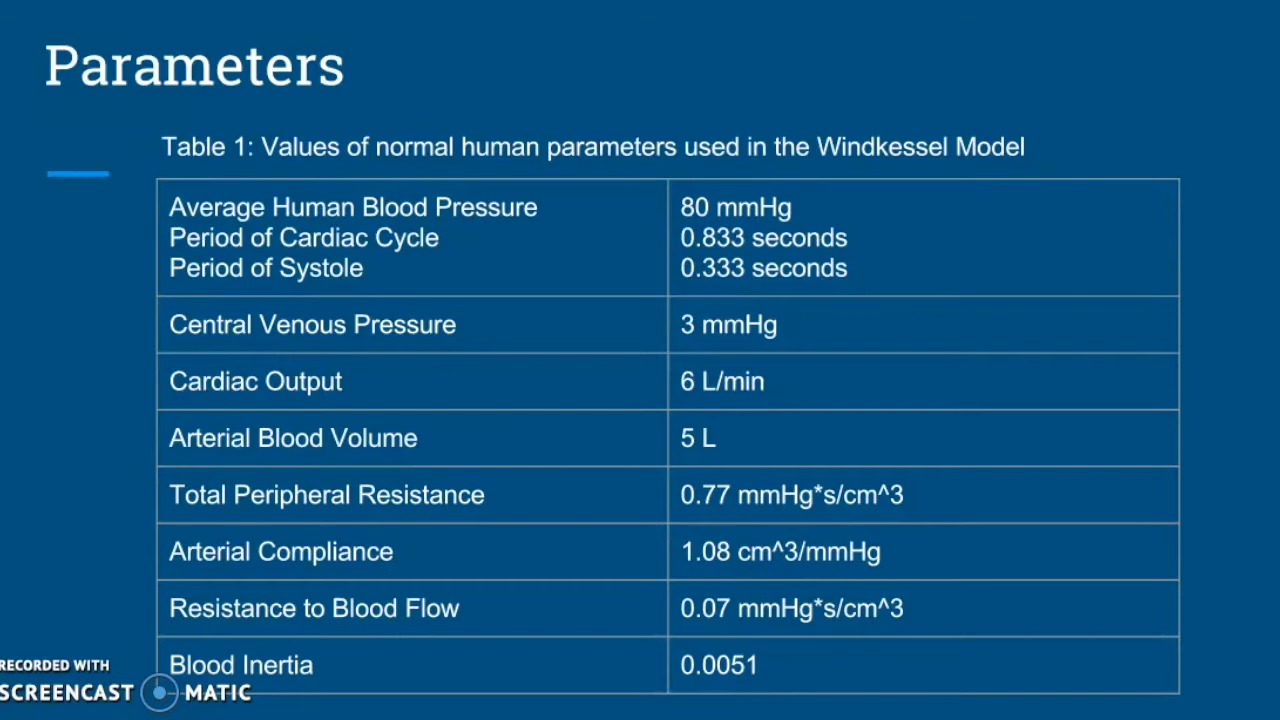 Parameters
Table 1: Values of normal human parameters used in the Windkessel Model
Average Human Blood Pressure 80 mmHg
Period of Cardiac Cycle 0.833 seconds
Period of Systole 0.333 seconds
Central Venous Pressure 3 mmHg
Cardiac Output 6 L/min
Arterial Blood Volume 5 L
Total Peripheral Resistance 0.77 mmHg*s/cm^3
Arterial Compliance 1.08 cm^3/mmHg
Resistance to Blood Flow 0.07 mmHg*s/cm^3
Blood Inertia 0.0051
RECORDED WITH
SCREENCAST MATIC